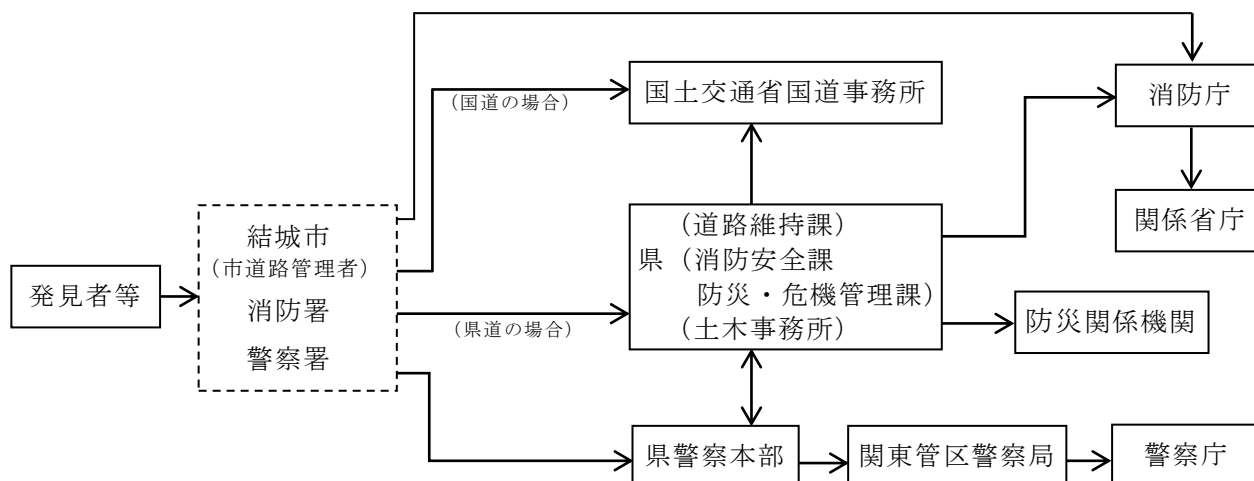 発見者等
結城市
（市道路管理者）
消防署
警察署
（国道の場合）
（県道の場合）
国土交通省国道事務所
（道路維持課）
県（消防安全課
防災・危機管理課）
（土木事務所）
県警察本部
関東管区警察局
警察庁
消防庁
関係省庁
防災関係機関